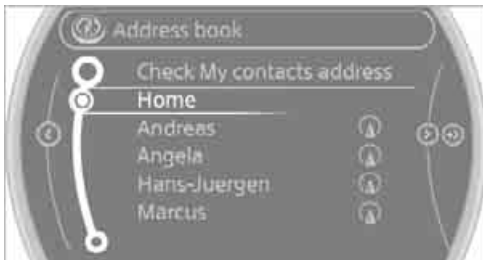 Address book
Check My contacts address
Home
Andreas
Angela
Hans-Juergen
Marcus